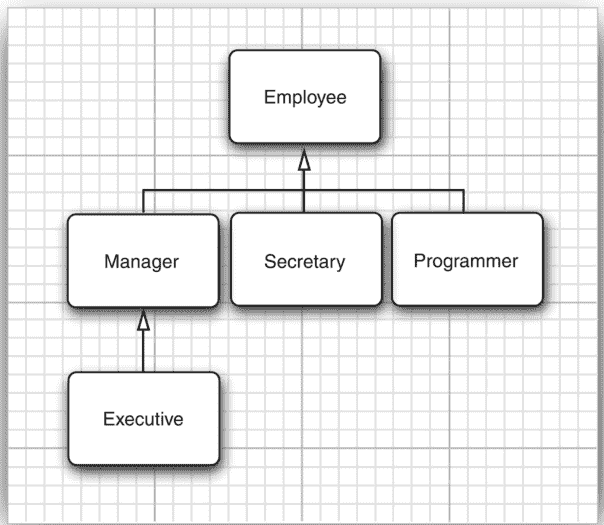 Employee
Manager
Secretary
Programmer
Executive